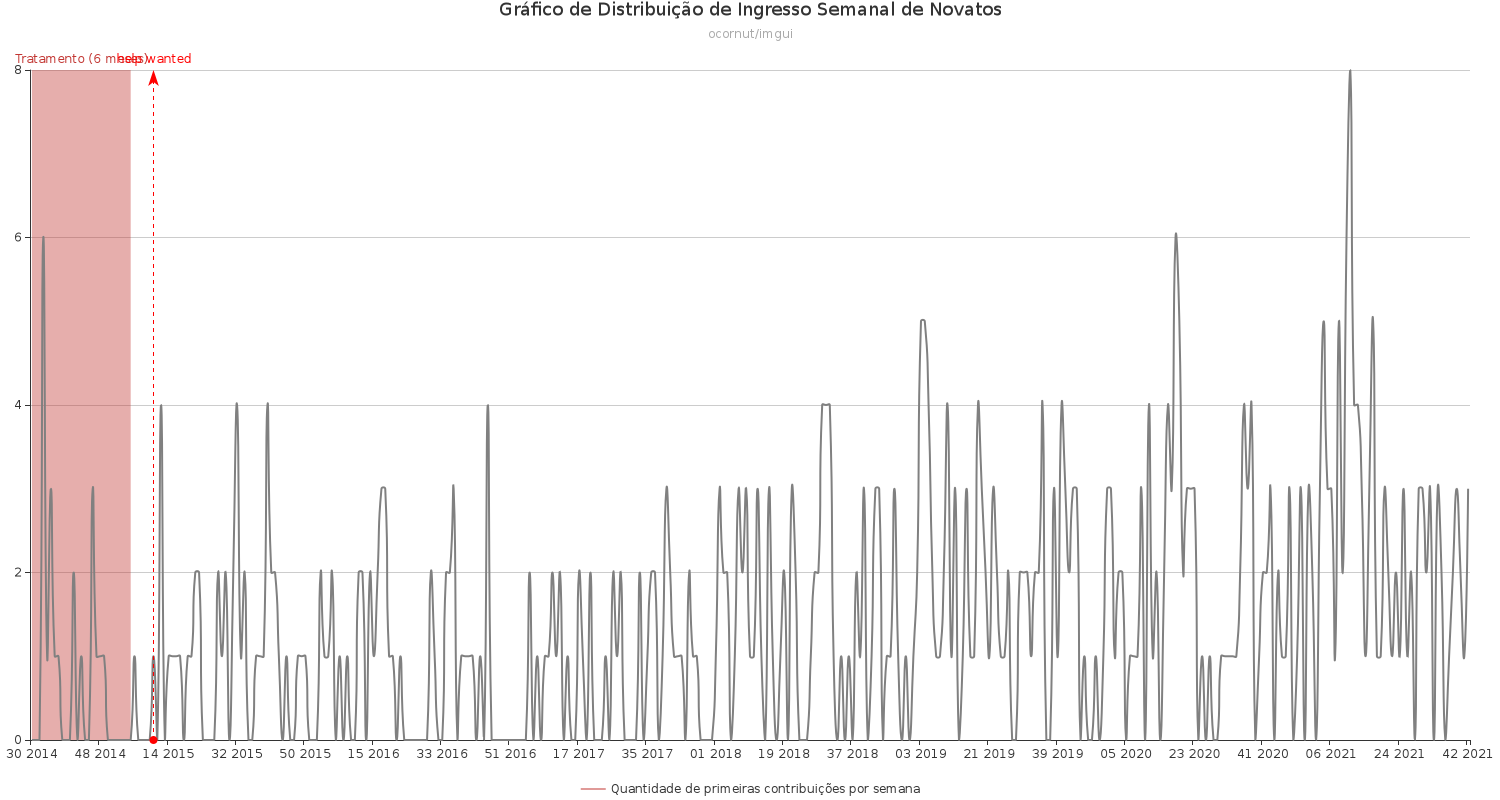 Gráfico de Distribuição de Ingresso Semanal de Novatos
ocornut/imgui
Tratamento (6 meses) help wanted
8
6
4
2
0
30 2014 48 2014 14 2015 32 2015 50 2015 15 2016 33 2016 51 2016 17 2017 35 2017 01 2018 19 2018 37 2018 03 2019 21 2019 39 2019 05 2020 23 2020 41 2020 06 2021 24 2021 42 2021
Quantidade de primeiras contribuições por semana